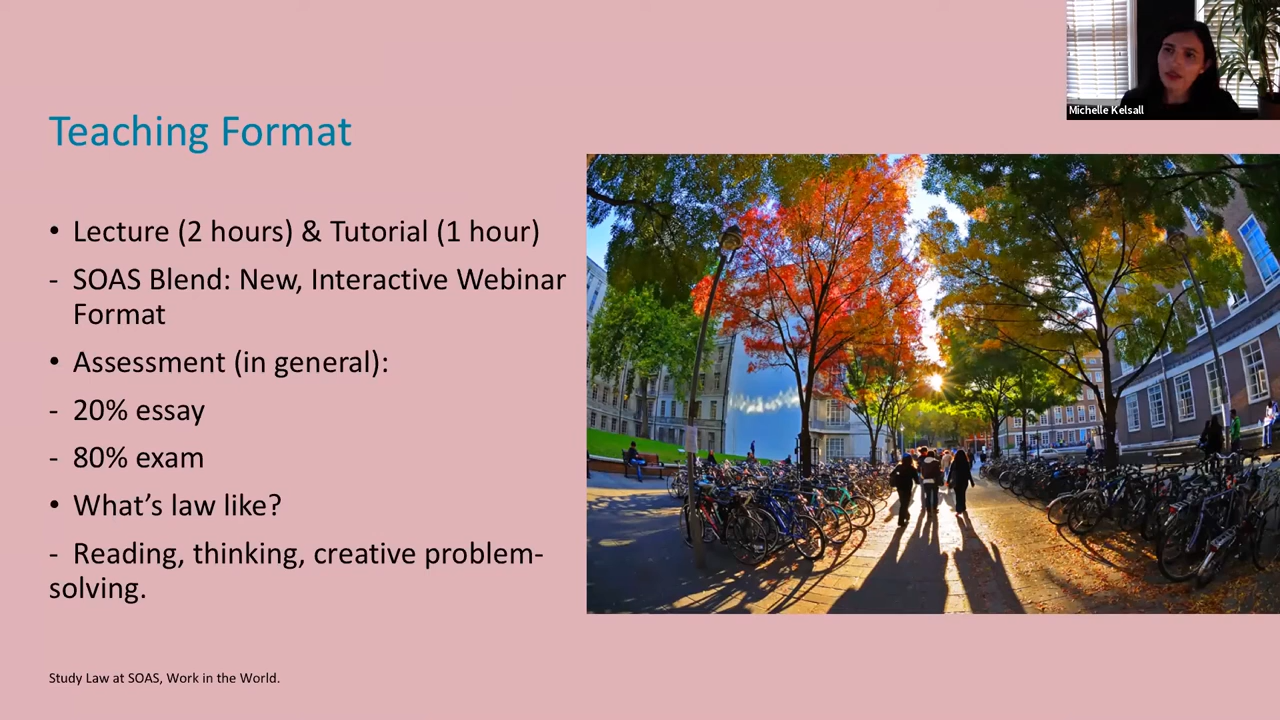 Michelle Kelsall
Teaching Format
• Lecture (2 hours) & Tutorial (1 hour)
- SOAS Blend: New, Interactive Webinar
Format
• Assessment (in general):
- 20% essay
- 80% exam
• What’s law like?
- Reading, thinking, creative problem-
solving.
Study Law at SOAS, Work in the World.